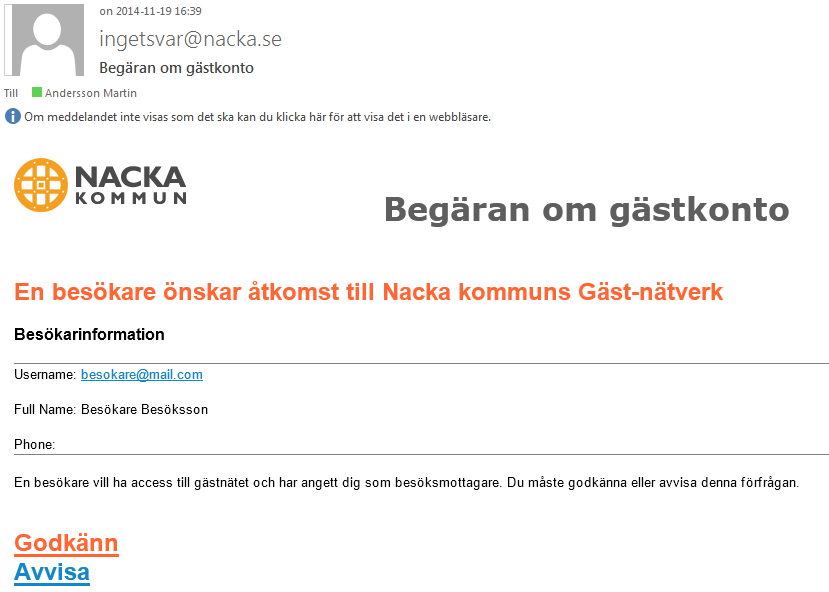 on 2014-11-19 16:39
ingetsvar@nacka.se
Begäran om gästkonto
Till Andersson Martin
Om meddelandet inte visas som det ska kan du klicka här för att visa det i en webbläsare.
NACKA
KOMMUN
Begäran om gästkonto
En besökare önskar åtkomst till Nacka kommuns Gäst-nätverk
Besökarinformation
Username: besokare@mail.com
Full Name: Besökare Besöksson
Phone:
En besökare vill ha access till gästnätet och har angett dig som besöksmottagare. Du måste godkänna eller avvisa denna förfrågan.
Godkänn
Avvisa